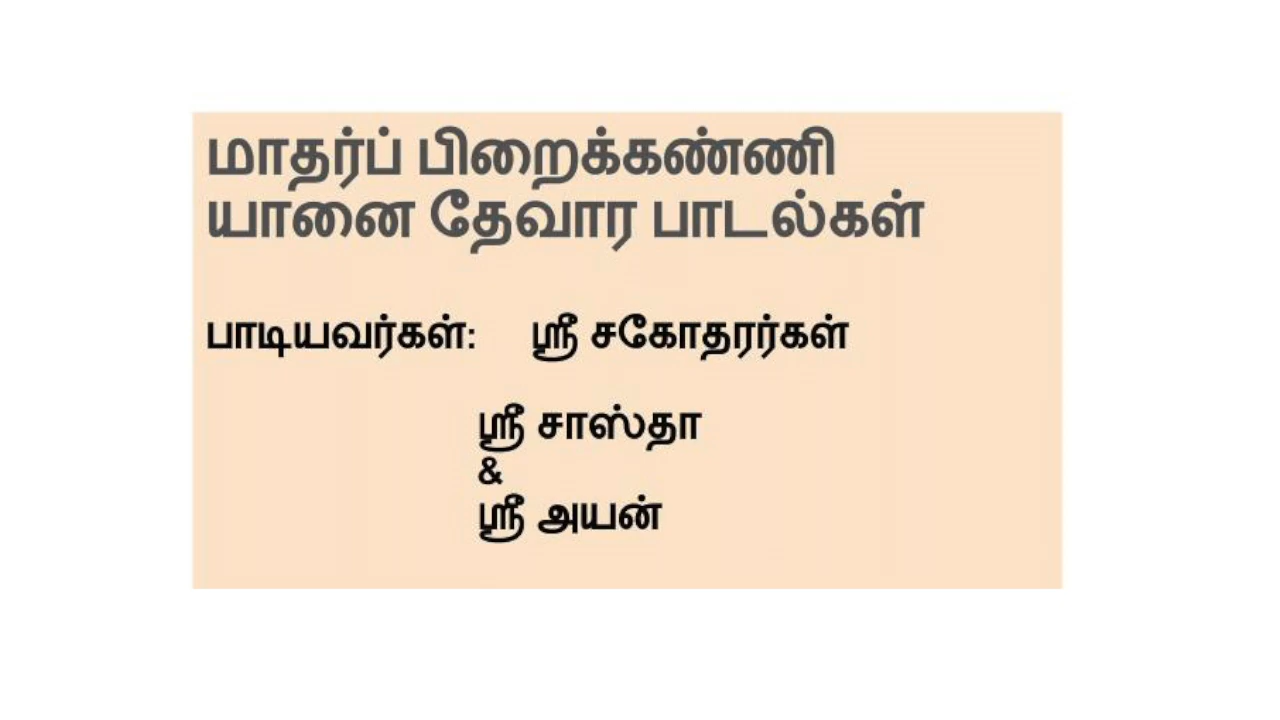 மாதர்ப் பிறைக்கண்ணி
யானை தேவார பாடல்கள்
பாடியவர்கள்: ஸ்ரீ சகோதரர்கள்
ஸ்ரீ சாஸ்தா
&
ஸ்ரீ அயன்